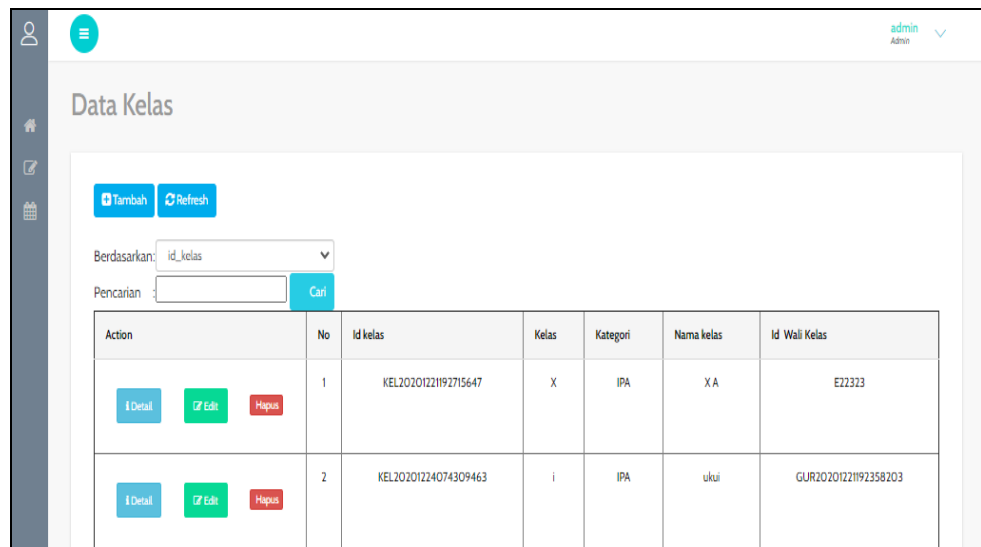 admin
Admin
Data Kelas
Tambah Refresh
Berdasarkan: id_kelas
Pencarian : Cari
Action No Id kelas Kelas Kategori Nama kelas Id Wali Kelas
1 KEL20201221192715647 X IPA X A E22323
Detail Edit Hapus
2 KEL20201224074309463 i IPA ukui GUR20201221192358203
Detail Edit Hapus